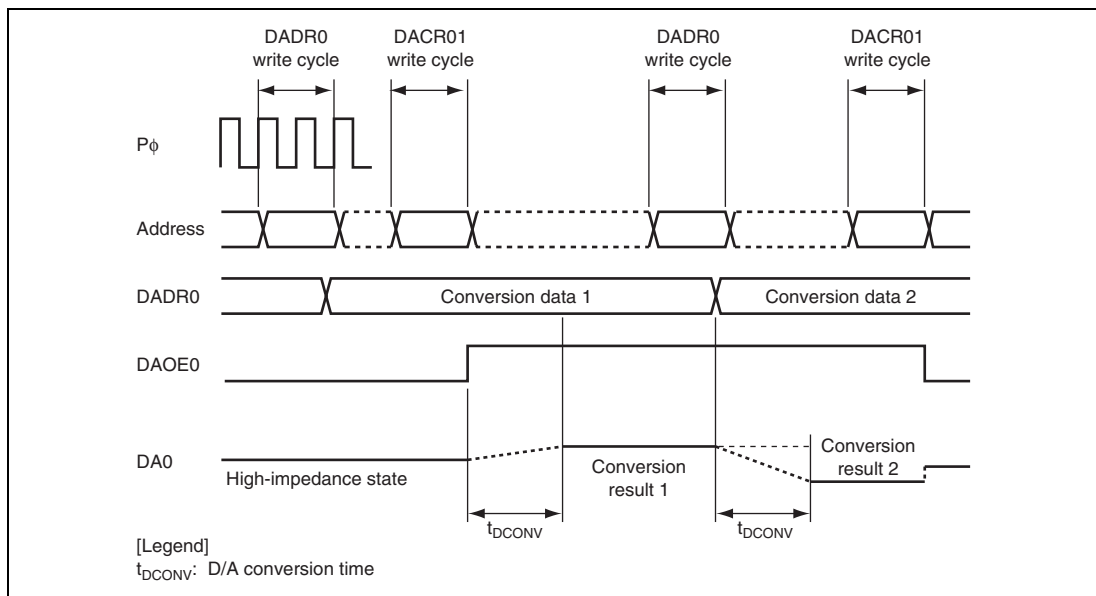 DADR0
write cycle
DACR01
write cycle
DADR0
write cycle
DACR01
write cycle
Pϕ
Address
DADR0
Conversion data 1
Conversion data 2
DAOE0
DA0
High-impedance state
Conversion
result 1
Conversion
result 2
tDCONV
tDCONV
[Legend]
tDCONV: D/A conversion time